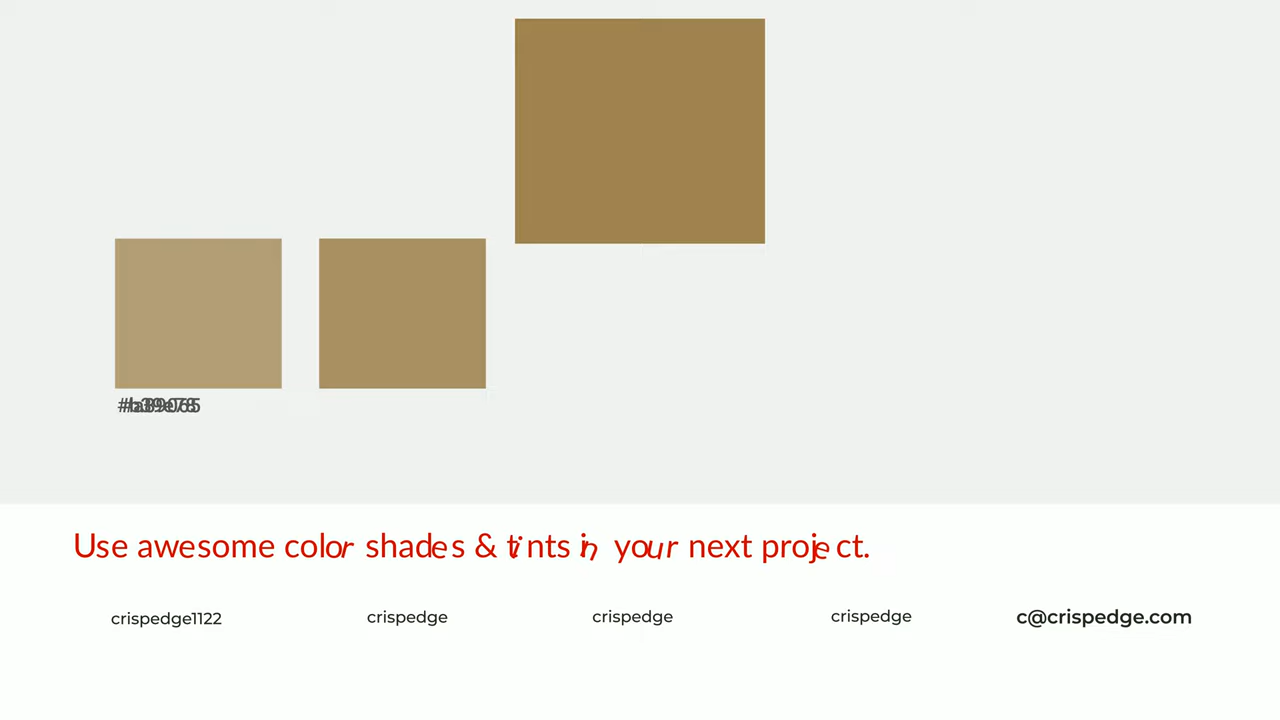 Use awesome color shades & tints in your next project.
crispedge1122 crispedge crispedge crispedge c@crispedge.com